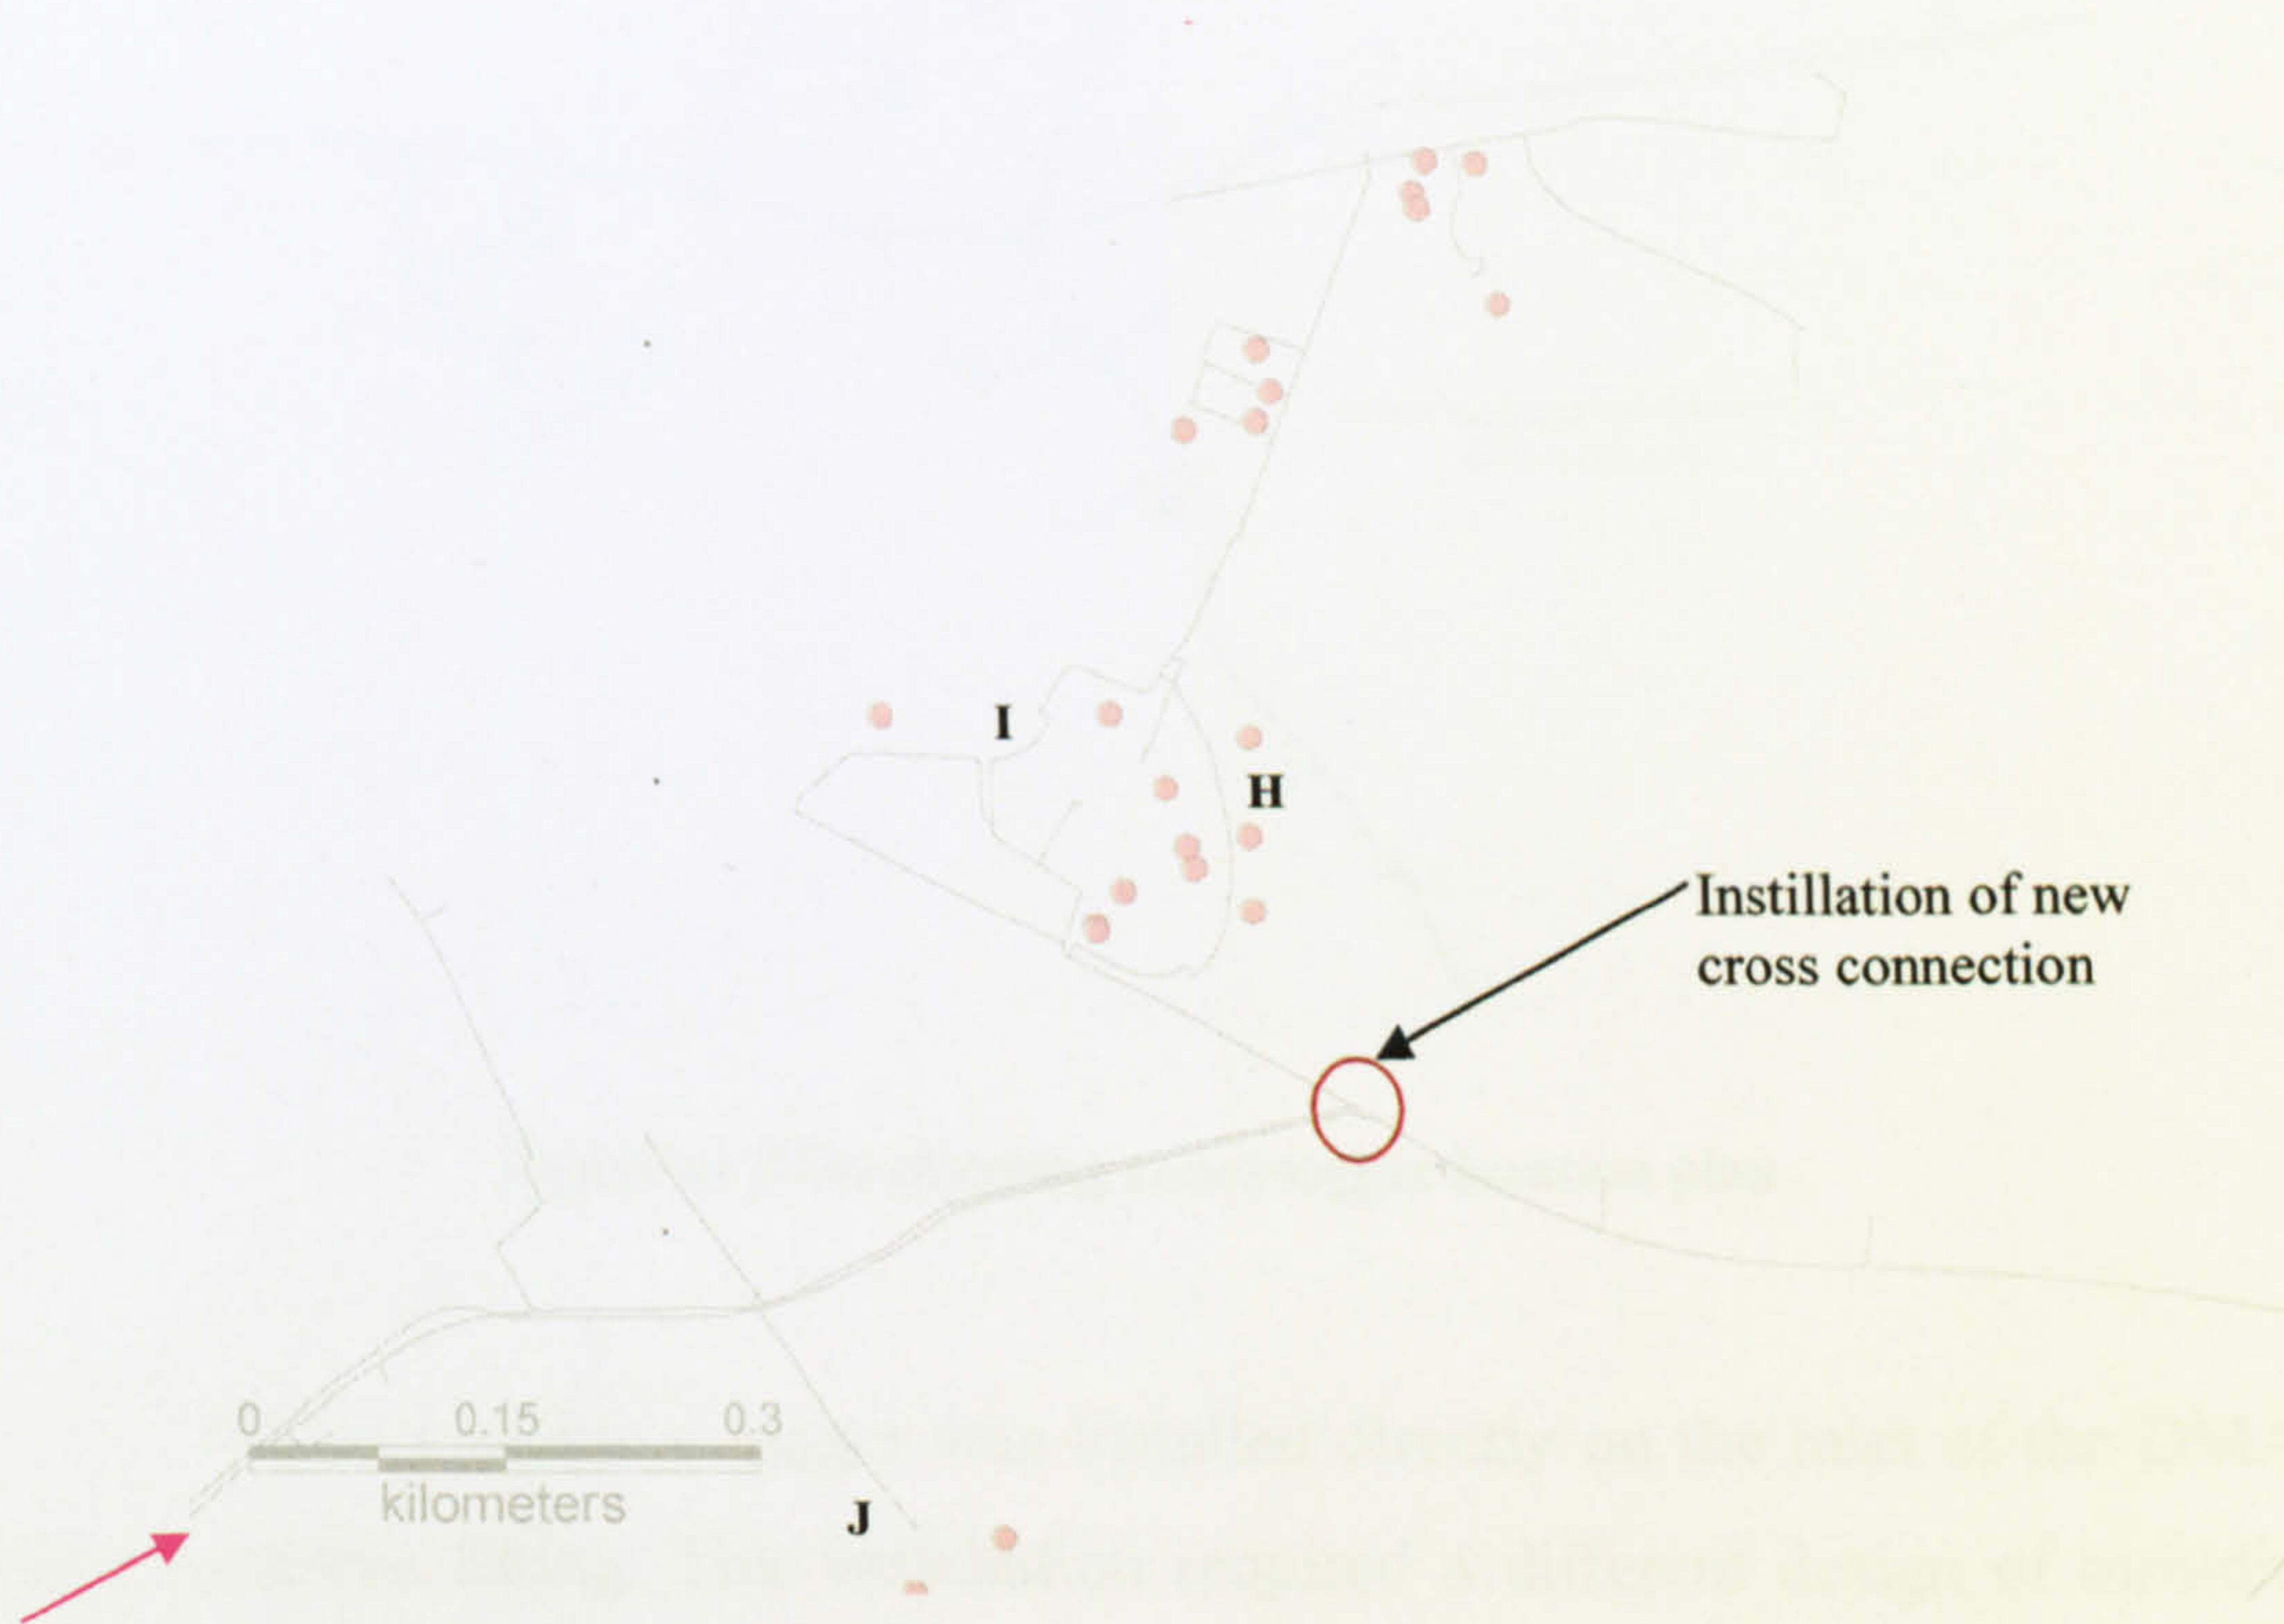 I
H
Instillation of new
cross connection
0 0.15 0.3
kilometers
J